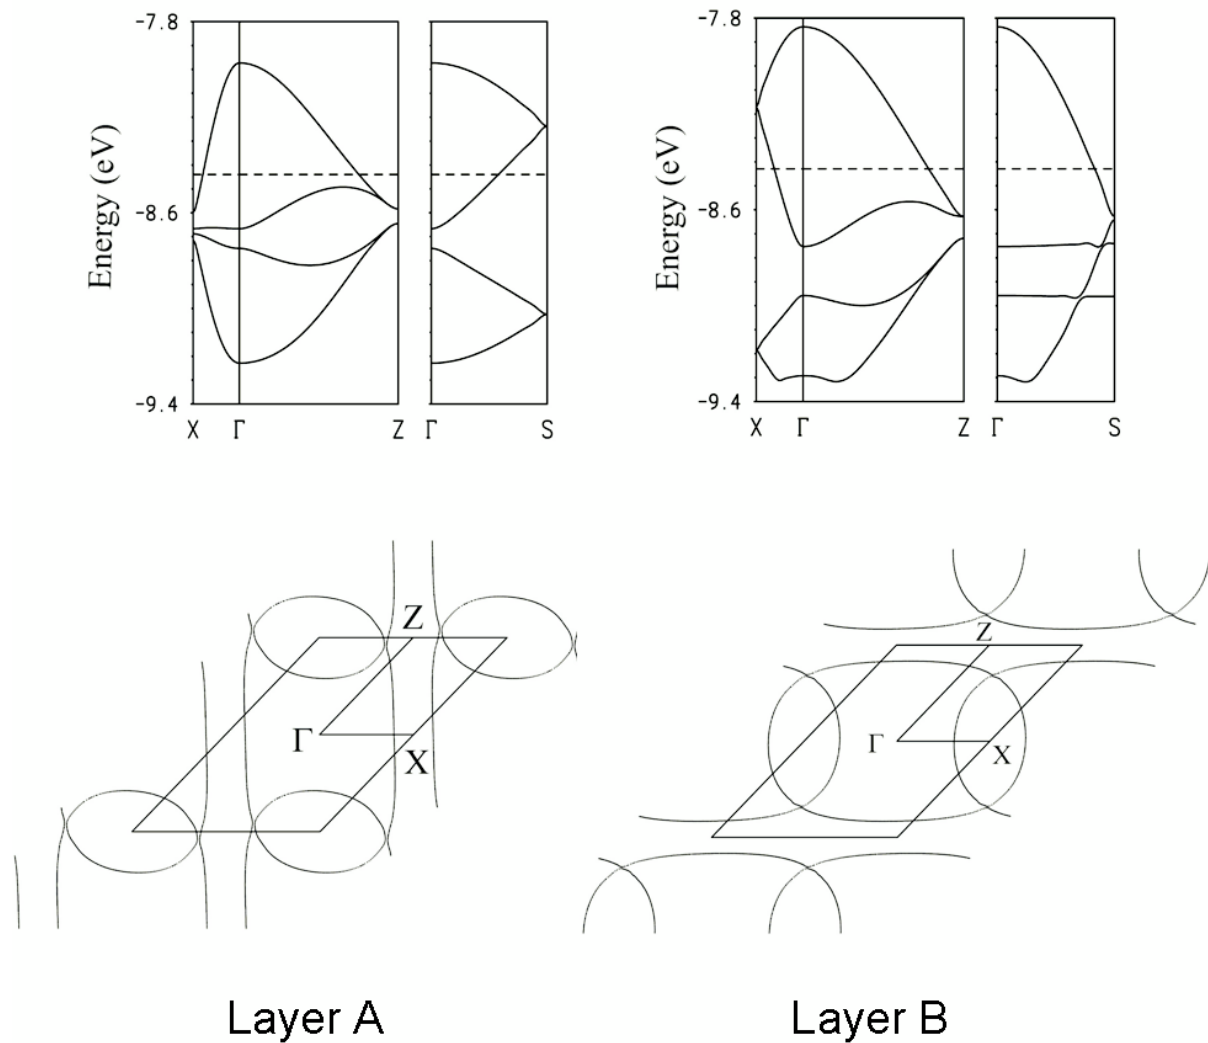 -7.8
Energy (eV)
-8.6
-9.4
X Γ Z Γ S
-7.8
Energy (eV)
-8.6
-9.4
X Γ Z Γ S
Z
Γ
X
Z
Γ
X
Layer A
Layer B